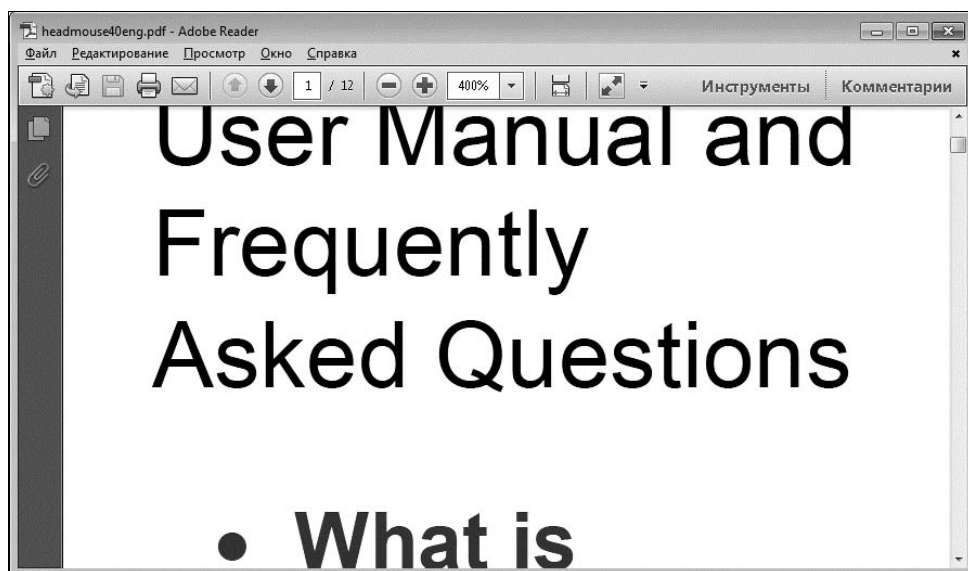 headmouse40eng.pdf - Adobe Reader
Файл Редактирование Просмотр Окно Справка
1 / 12 400% Инструменты Комментарии
User Manual and
Frequently
Asked Questions
• What is